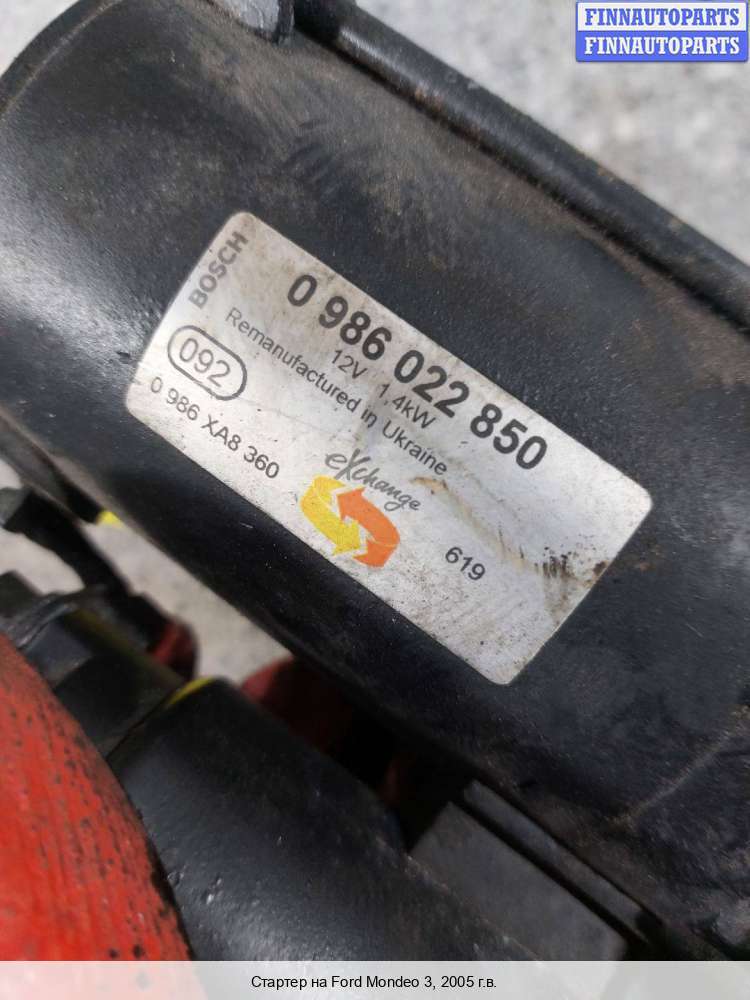 FINNAUTOPARTS
FINNAUTOPARTS
BOSCH
0 986 022 850
12V 1.4kW
Remanufactured in Ukraine
092
0 986 XA8 360
eXchange
619
Стартер на Ford Mondeo 3, 2005 г.в.